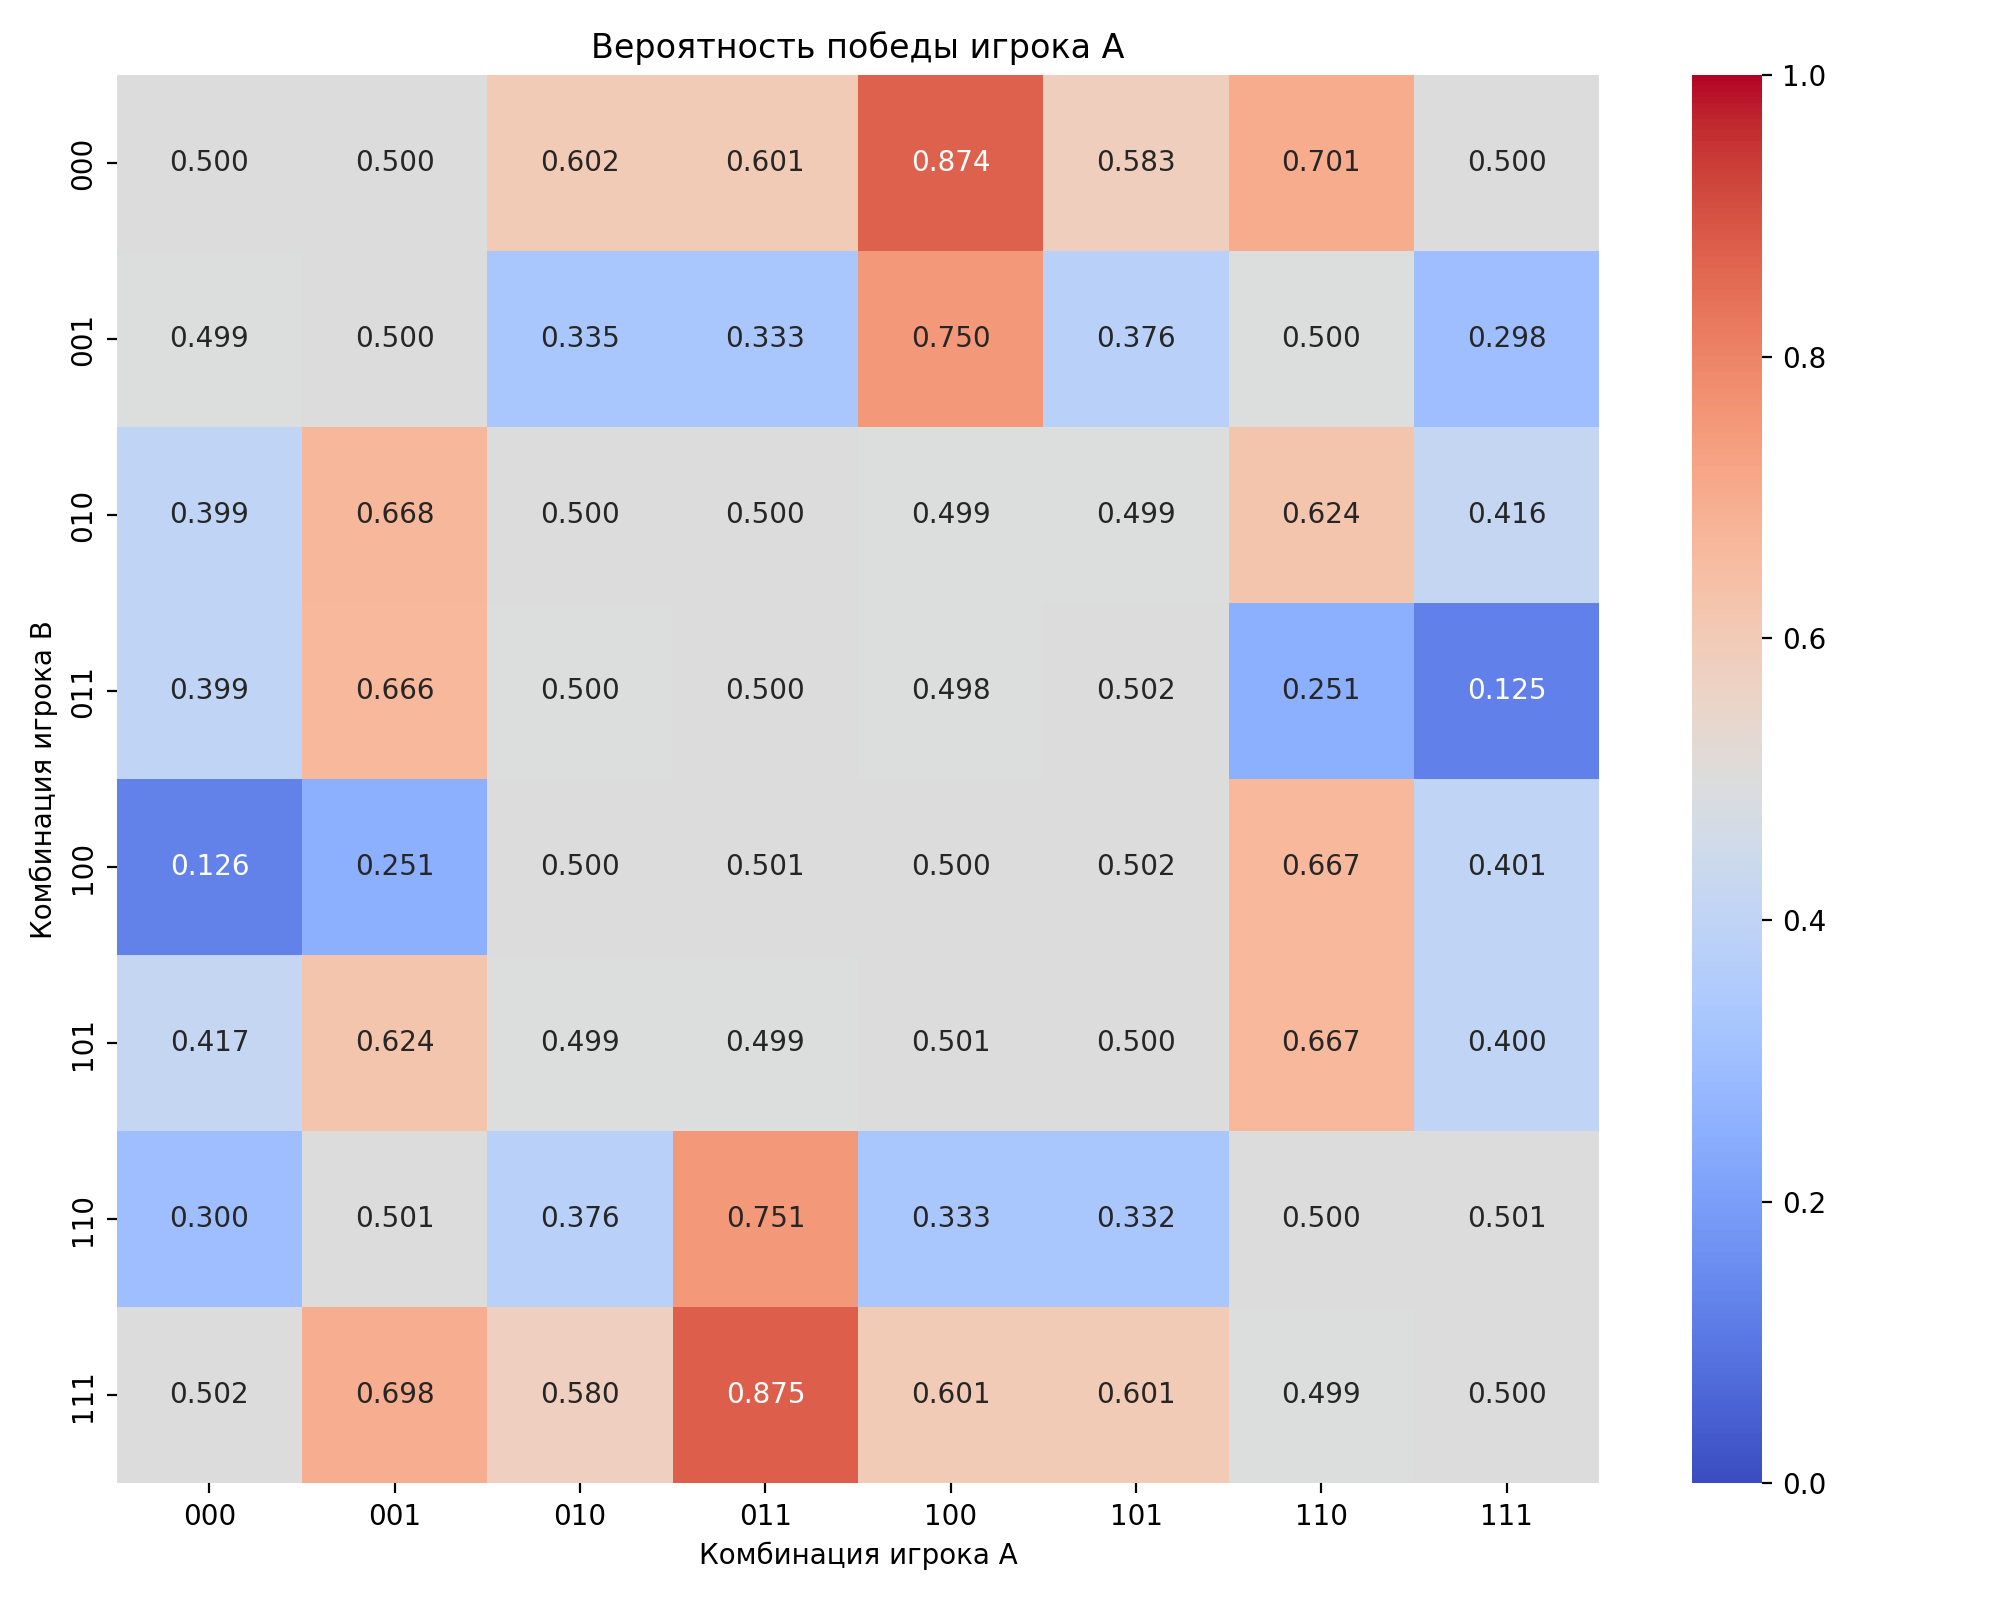 Вероятность победы игрока A
000 0.500 0.500 0.602 0.601 0.874 0.583 0.701 0.500
001 0.499 0.500 0.335 0.333 0.750 0.376 0.500 0.298
010 0.399 0.668 0.500 0.500 0.499 0.499 0.624 0.416
011 0.399 0.666 0.500 0.500 0.498 0.502 0.251 0.125
100 0.126 0.251 0.500 0.501 0.500 0.502 0.667 0.401
101 0.417 0.624 0.499 0.499 0.501 0.500 0.667 0.400
110 0.300 0.501 0.376 0.751 0.333 0.332 0.500 0.501
111 0.502 0.698 0.580 0.875 0.601 0.601 0.499 0.500
000 001 010 011 100 101 110 111
Комбинация игрока A
Комбинация игрока B
1.0
0.8
0.6
0.4
0.2
0.0